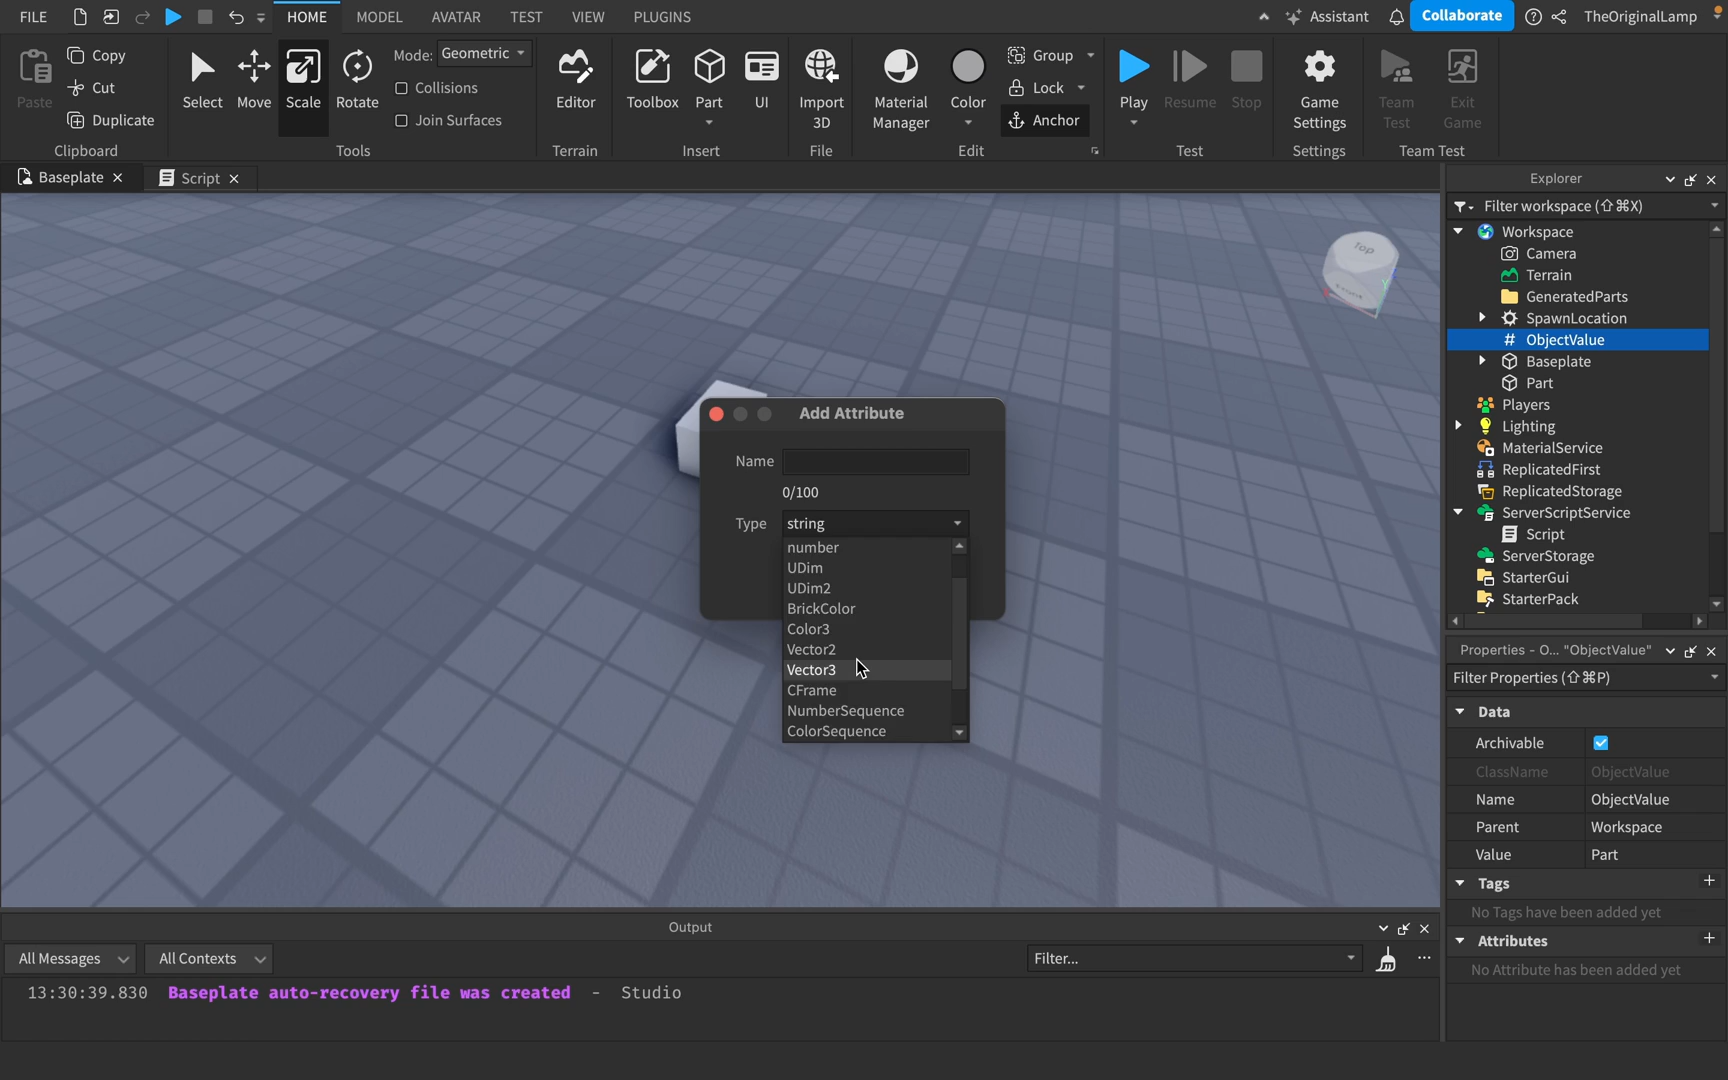 FILE HOME MODEL AVATAR TEST VIEW PLUGINS Assistant Collaborate TheOriginalLamp
Paste Copy Cut Duplicate
Clipboard
Select Move Scale Rotate
Mode: Geometric
Collisions
Join Surfaces
Tools
Editor
Terrain
Toolbox Part UI
Insert
Import
3D
File
Material
Manager
Color
Group
Lock
Anchor
Edit
Play Resume Stop
Test
Game
Settings
Settings
Team
Test
Exit
Game
Team Test
Baseplate Script
Top
Add Attribute
Name
0/100
Type string
number
UDim
UDim2
BrickColor
Color3
Vector2
Vector3
CFrame
NumberSequence
ColorSequence
Explorer
Filter workspace (⇧⌘X)
Workspace
Camera
Terrain
GeneratedParts
SpawnLocation
# ObjectValue
Baseplate
Part
Players
Lighting
MaterialService
ReplicatedFirst
ReplicatedStorage
ServerScriptService
Script
ServerStorage
StarterGui
StarterPack
Properties - O... "ObjectValue"
Filter Properties (⇧⌘P)
Data
Archivable
ClassName ObjectValue
Name ObjectValue
Parent Workspace
Value Part
Tags +
No Tags have been added yet
Attributes +
No Attribute has been added yet
Output
All Messages All Contexts Filter... ...
13:30:39.830 Baseplate auto-recovery file was created - Studio